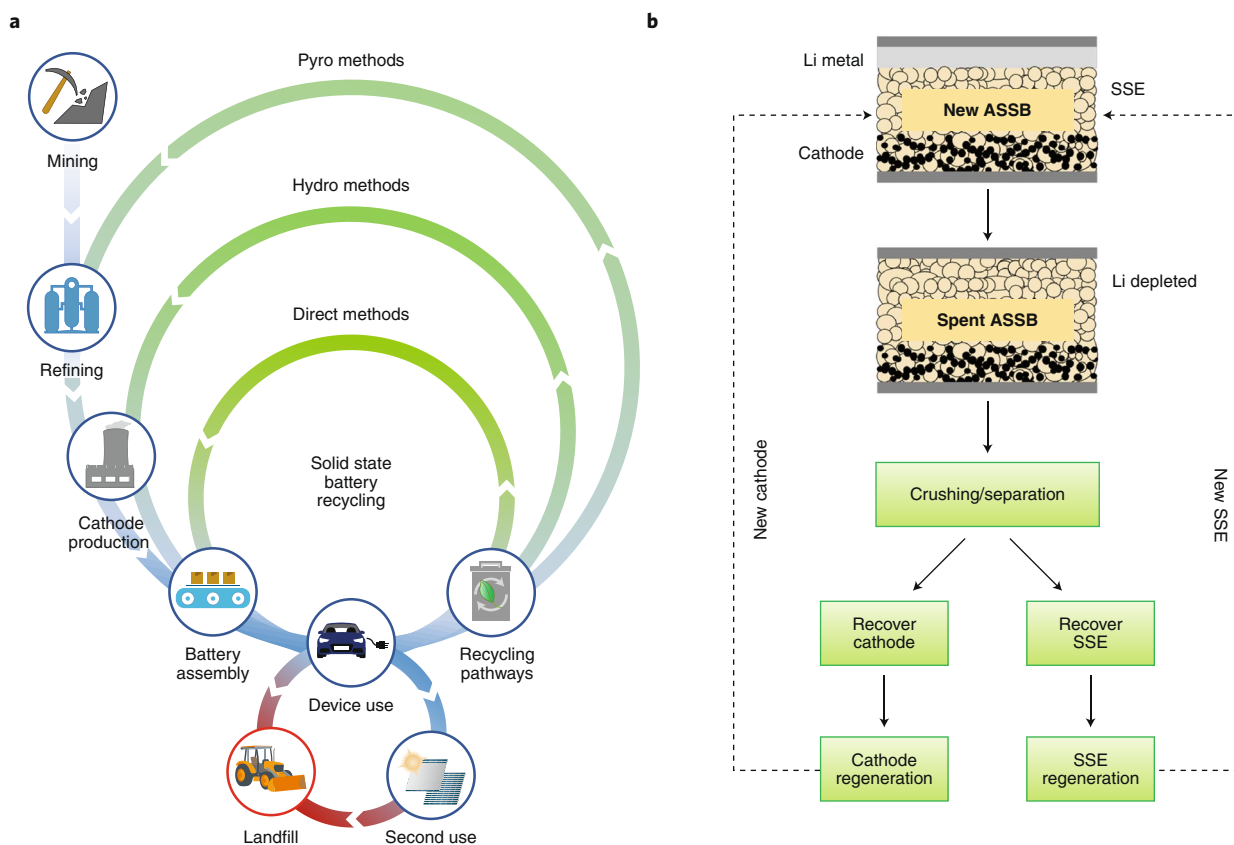 a
Pyro methods
Mining
Hydro methods
Refining
Direct methods
Solid state
battery
recycling
Cathode
production
Battery
assembly
Device use
Recycling
pathways
Landfill
Second use
b
Li metal
SSE
New ASSB
Cathode
Li depleted
Spent ASSB
New cathode
New SSE
Crushing/separation
Recover
cathode
Recover
SSE
Cathode
regeneration
SSE
regeneration